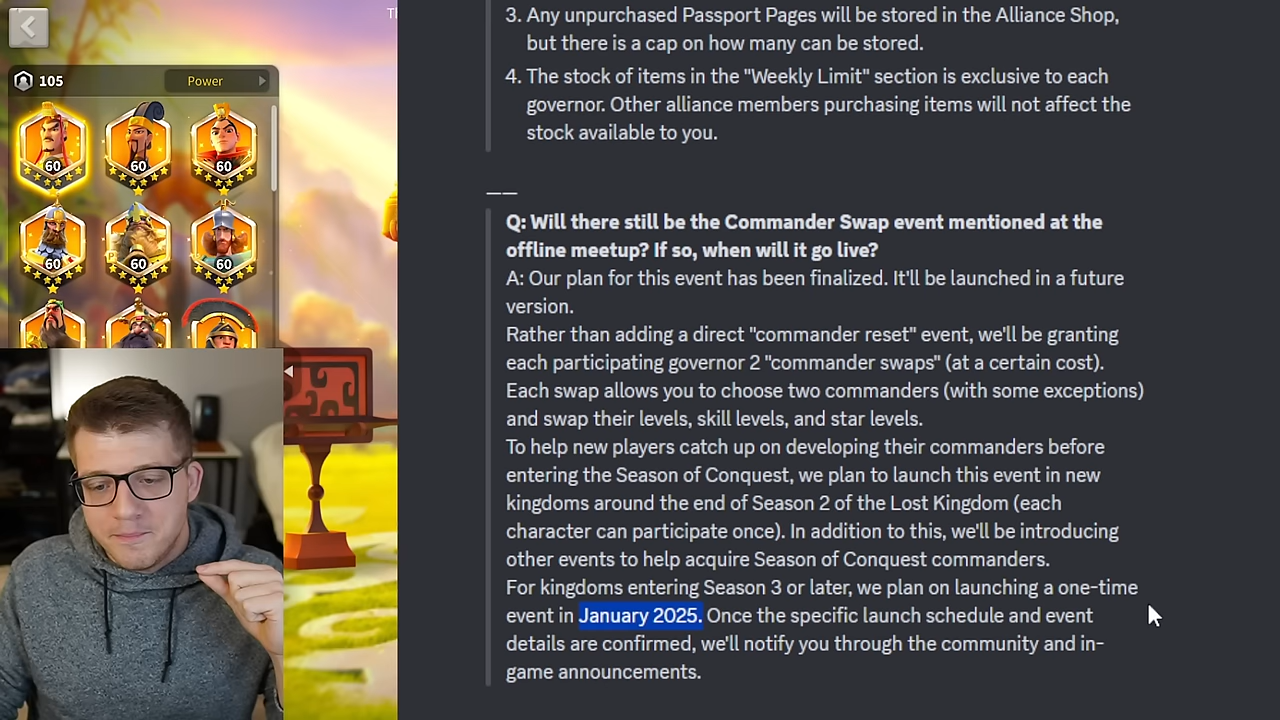 TI
105
Power
60
60
60
60
60
60
3. Any unpurchased Passport Pages will be stored in the Alliance Shop,
but there is a cap on how many can be stored.
4. The stock of items in the "Weekly Limit" section is exclusive to each
governor. Other alliance members purchasing items will not affect the
stock available to you.
——
Q: Will there still be the Commander Swap event mentioned at the
offline meetup? If so, when will it go live?
A: Our plan for this event has been finalized. It'll be launched in a future
version.
Rather than adding a direct "commander reset" event, we'll be granting
each participating governor 2 "commander swaps" (at a certain cost).
Each swap allows you to choose two commanders (with some exceptions)
and swap their levels, skill levels, and star levels.
To help new players catch up on developing their commanders before
entering the Season of Conquest, we plan to launch this event in new
kingdoms around the end of Season 2 of the Lost Kingdom (each
character can participate once). In addition to this, we'll be introducing
other events to help acquire Season of Conquest commanders.
For kingdoms entering Season 3 or later, we plan on launching a one-time
event in January 2025. Once the specific launch schedule and event
details are confirmed, we'll notify you through the community and in-
game announcements.